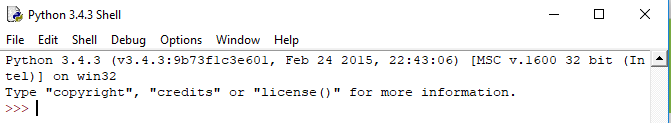 Python 3.4.3 Shell
File Edit Shell Debug Options Window Help
Python 3.4.3 (v3.4.3:9b73f1c3e601, Feb 24 2015, 22:43:06) [MSC v.1600 32 bit (In
tel)] on win32
Type "copyright", "credits" or "license()" for more information.
>>>